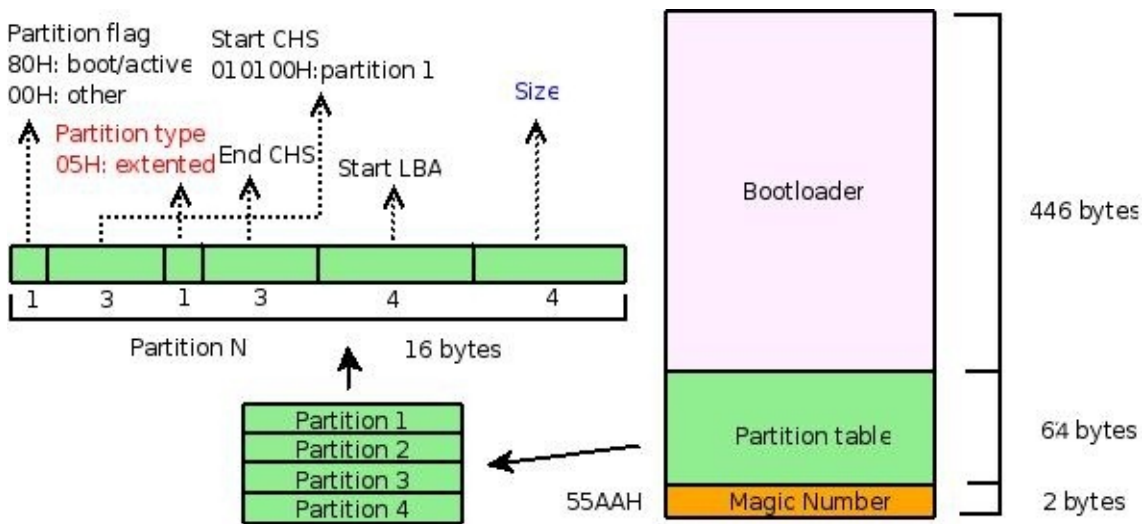 Partition flag
80H: boot/active
00H: other
Start CHS
010100H:partition 1
Size
Partition type
05H: extented
End CHS
Start LBA
1 3 1 3 4 4
Partition N 16 bytes
Partition 1
Partition 2
Partition 3
Partition 4
Bootloader
446 bytes
Partition table
64 bytes
55AAH
Magic Number
2 bytes